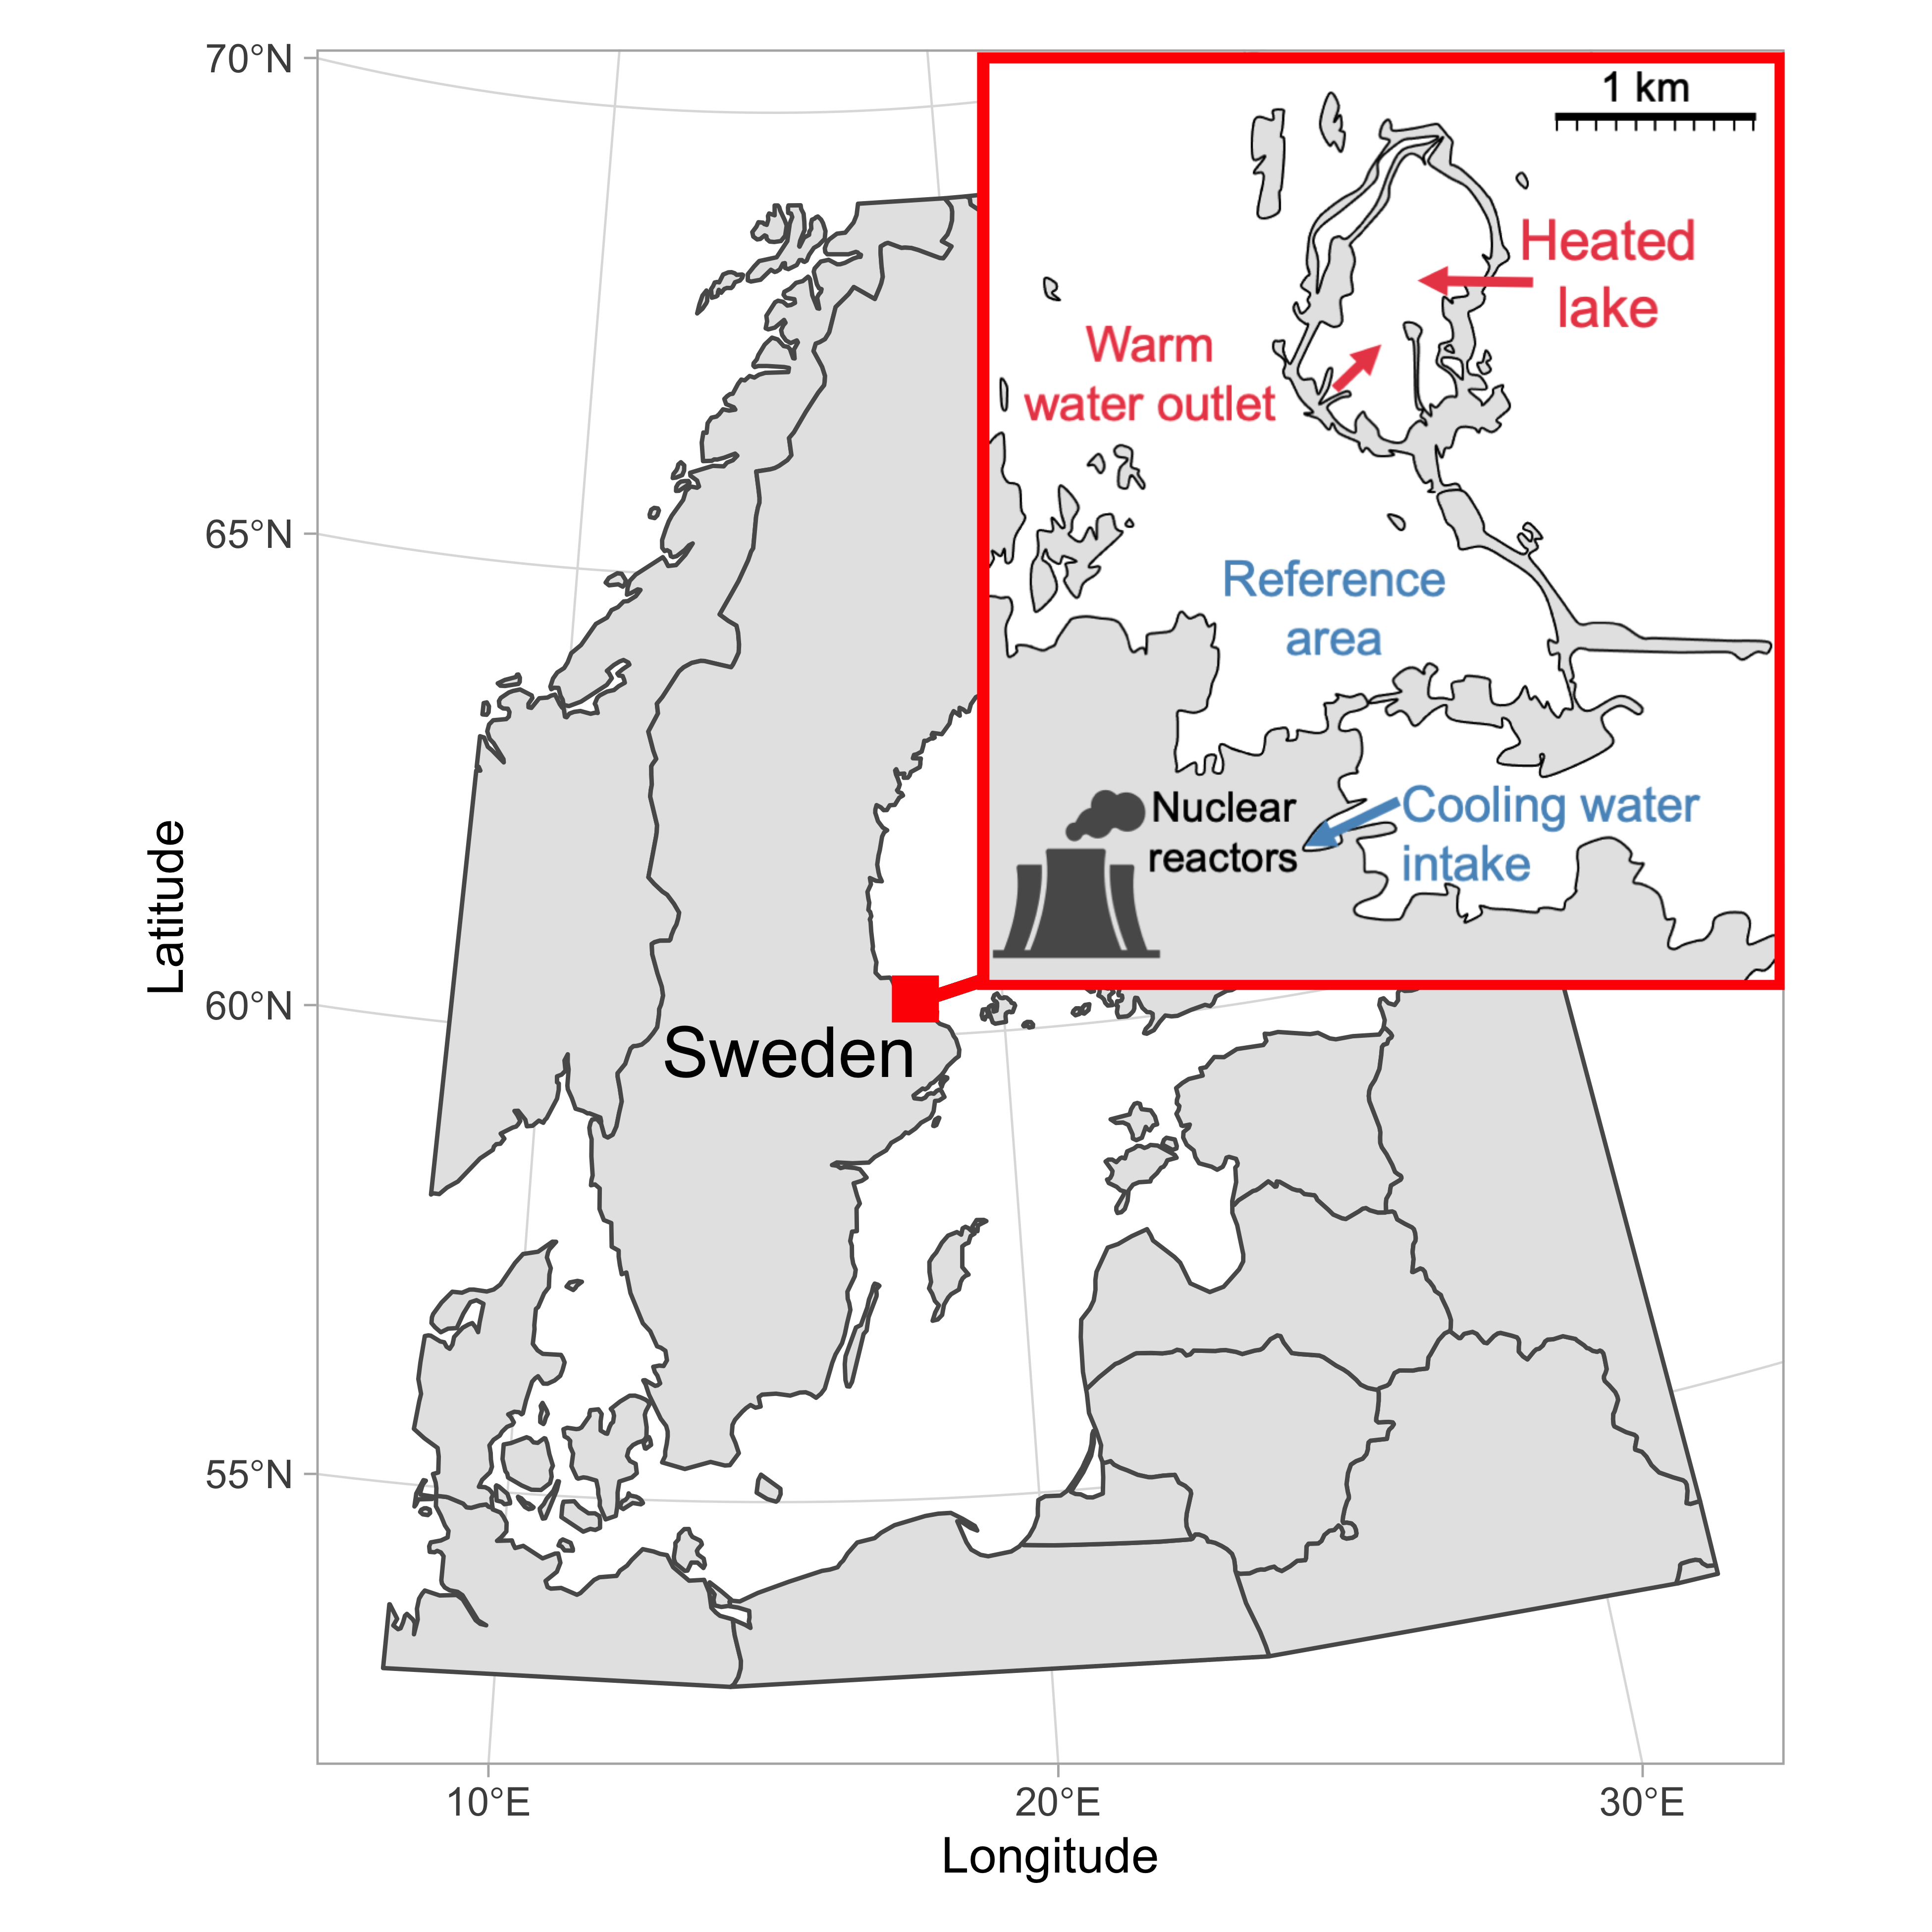 70°N
65°N
60°N
55°N
Latitude
1 km
Heated
lake
Warm
water outlet
Reference
area
Nuclear
reactors
Cooling water
intake
Sweden
10°E
20°E
30°E
Longitude